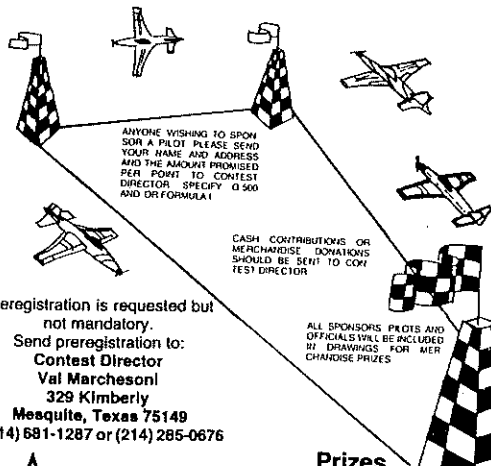 ANYONE WISHING TO SPON
SOR A PILOT PLEASE SEND
YOUR NAME AND ADDRESS
AND THE AMOUNT PROMISED
PER POINT TO CONTEST
DIRECTOR SPECIFY Q 500
AND OR FORMULA I
CASH CONTRIBUTIONS OR
MERCHANDISE DONATIONS
SHOULD BE SENT TO CON
TEST DIRECTOR
ALL SPONSORS PILOTS AND
OFFICIALS WILL BE INCLUDED
IN DRAWINGS FOR MER
CHANDISE PRIZES
eregistration is requested but
not mandatory.
Send preregistration to:
Contest Director
Val Marchesoni
329 Kimberly
Mesquite, Texas 75149
14) 681-1287 or (214) 285-0676
Prizes